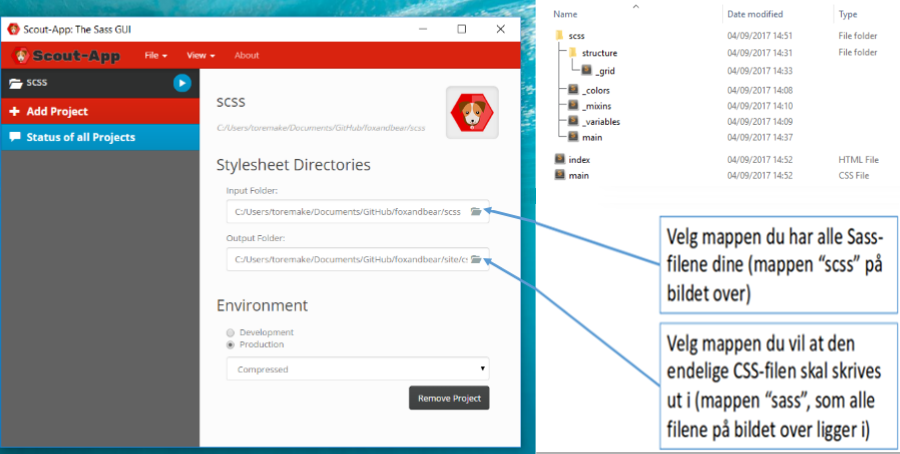 Scout-App: The Sass GUI
Scout-App File View About
scss
Add Project
Status of all Projects
scss
C:/Users/toremake/Documents/GitHub/foxandbear/scss
Stylesheet Directories
Input Folder:
C:/Users/toremake/Documents/GitHub/foxandbear/scss
Output Folder:
C:/Users/toremake/Documents/GitHub/foxandbear/site/c
Environment
Development
Production
Compressed
Remove Project
Name Date modified Type
scss 04/09/2017 14:51 File folder
structure 04/09/2017 14:31 File folder
_grid 04/09/2017 14:33
_colors 04/09/2017 14:08
_mixins 04/09/2017 14:10
_variables 04/09/2017 14:09
main 04/09/2017 14:37
index 04/09/2017 14:52 HTML File
main 04/09/2017 14:52 CSS File
Velg mappen du har alle Sass-
filene dine (mappen “scss” på
bildet over)
Velg mappen du vil at den
endelige CSS-filen skal skrives
ut i (mappen “sass”, som alle
filene på bildet over ligger i)